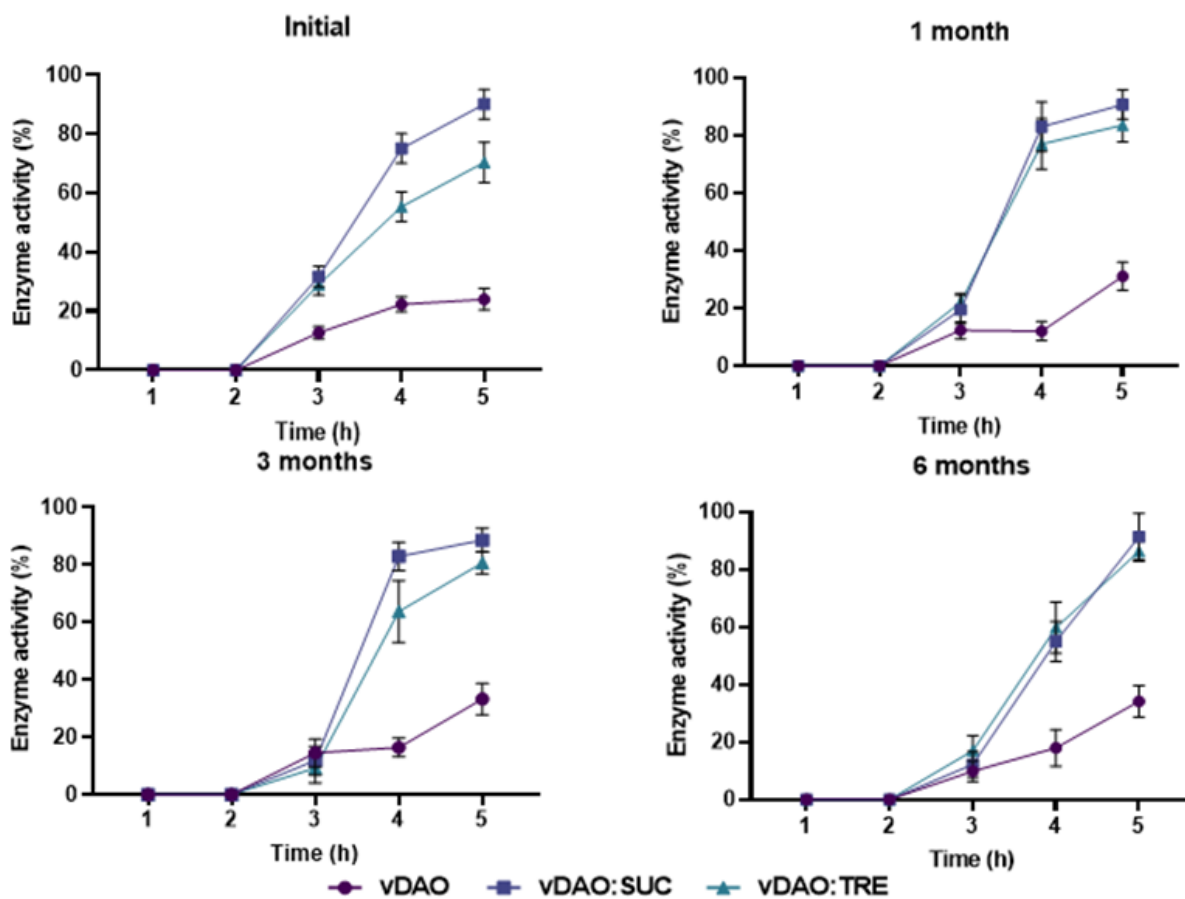 Initial
100
80
60
40
20
0
Enzyme activity (%)
1 2 3 4 5
Time (h)
1 month
100
80
60
40
20
0
Enzyme activity (%)
1 2 3 4 5
Time (h)
3 months
100
80
60
40
20
0
Enzyme activity (%)
1 2 3 4 5
Time (h)
6 months
100
80
60
40
20
0
Enzyme activity (%)
1 2 3 4 5
Time (h)
vDAO vDAO:SUC vDAO:TRE